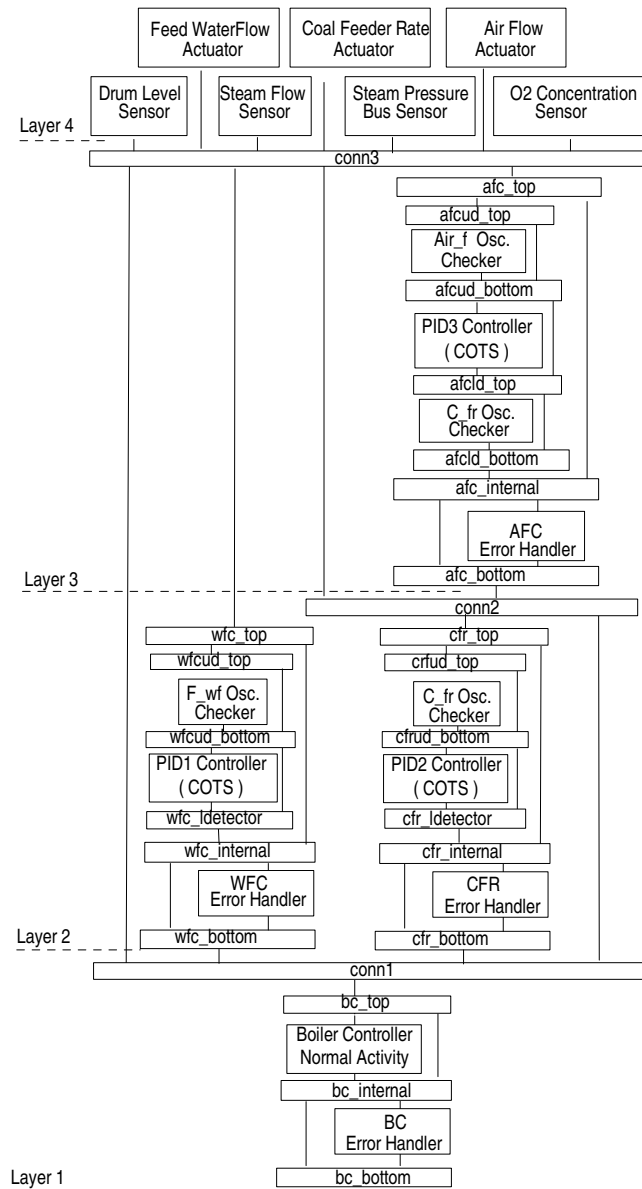 Feed WaterFlow
Actuator
Coal Feeder Rate
Actuator
Air Flow
Actuator
Drum Level
Sensor
Steam Flow
Sensor
Steam Pressure
Bus Sensor
O2 Concentration
Sensor
Layer 4
conn3
afc_top
afcud_top
Air_f Osc.
Checker
afcud_bottom
PID3 Controller
( COTS )
afcld_top
C_fr Osc.
Checker
afcld_bottom
afc_internal
AFC
Error Handler
afc_bottom
Layer 3
conn2
wfc_top
cfr_top
wfcud_top
crfud_top
F_wf Osc.
Checker
C_fr Osc.
Checker
wfcud_bottom
cfrud_bottom
PID1 Controller
( COTS )
PID2 Controller
( COTS )
wfc_ldetector
cfr_ldetector
wfc_internal
cfr_internal
WFC
Error Handler
CFR
Error Handler
wfc_bottom
cfr_bottom
Layer 2
conn1
bc_top
Boiler Controller
Normal Activity
bc_internal
BC
Error Handler
bc_bottom
Layer 1